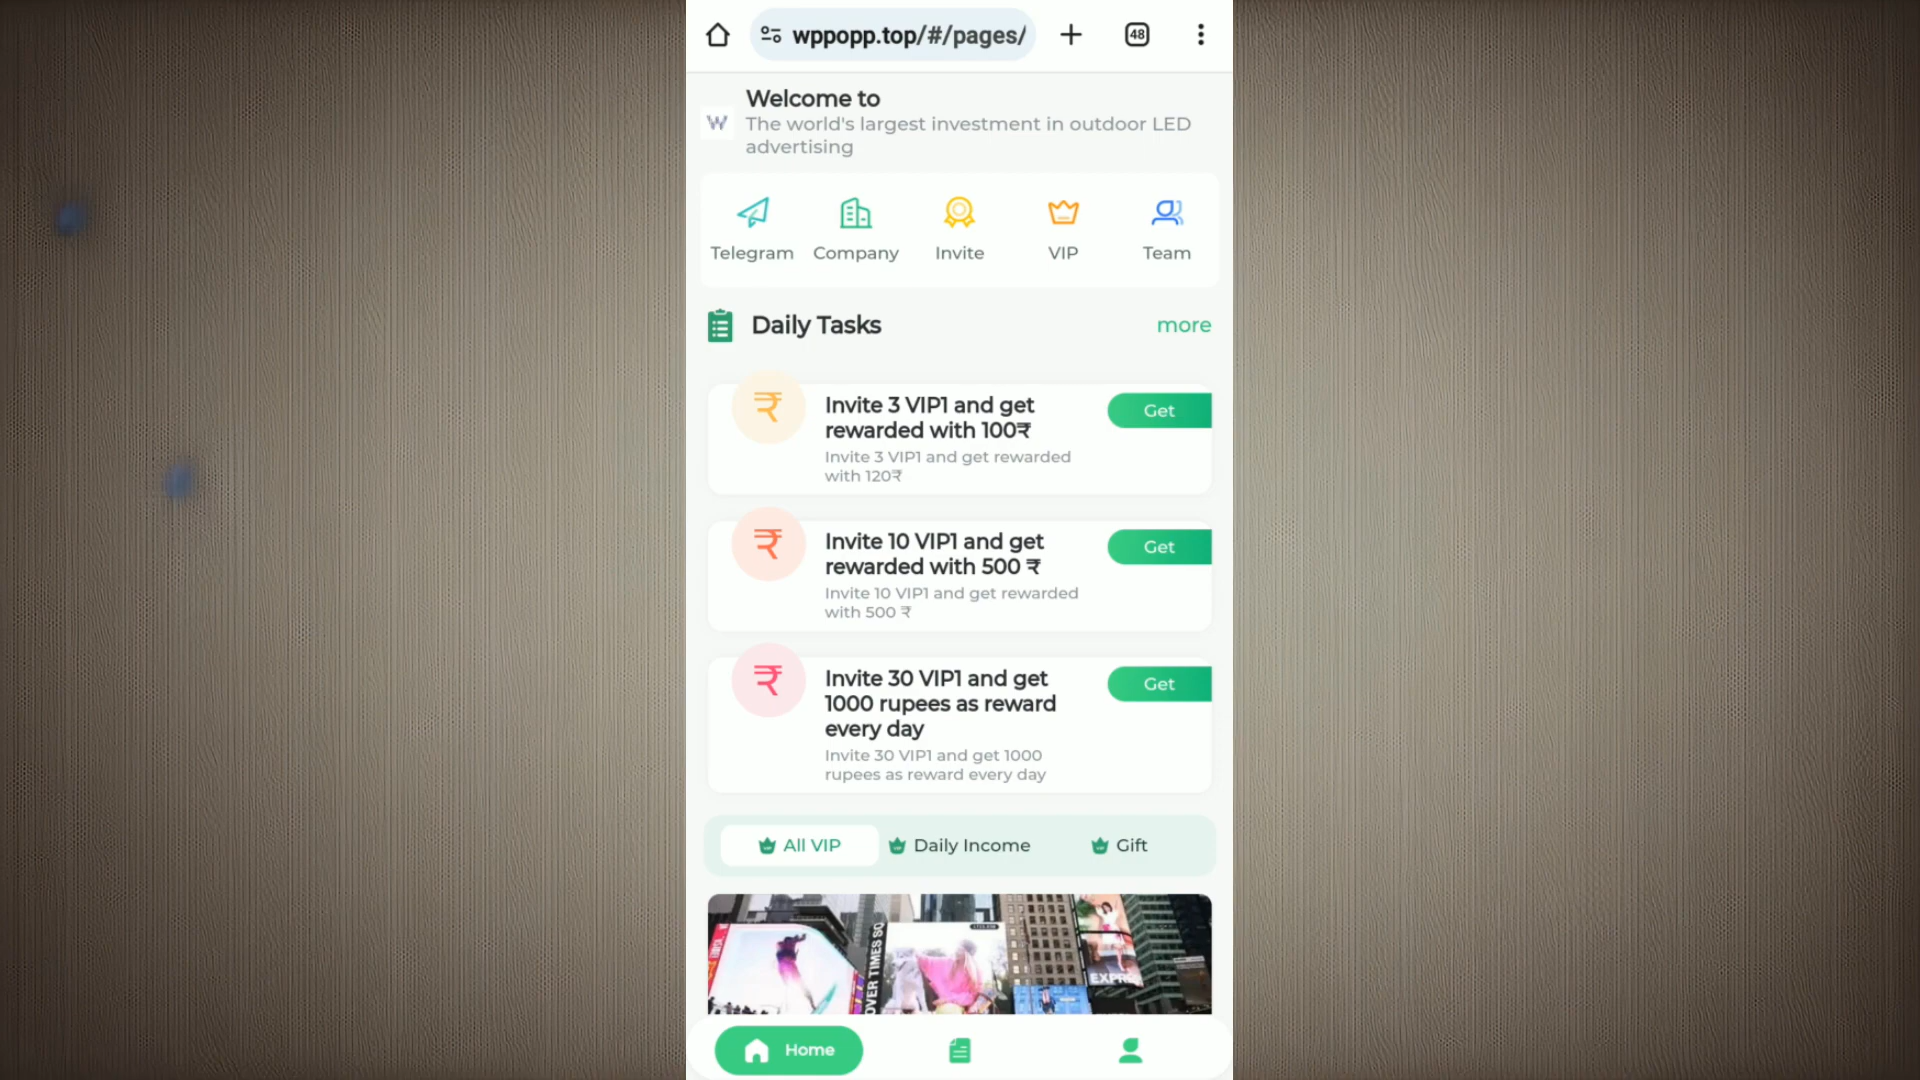 wppopp.top/#/pages/
48
Welcome to
W
The world's largest investment in outdoor LED
advertising
Telegram
Company
Invite
VIP
Team
Daily Tasks
more
₹
Invite 3 VIP1 and get
rewarded with 100₹
Get
Invite 3 VIP1 and get rewarded
with 120₹
₹
Invite 10 VIP1 and get
rewarded with 500 ₹
Get
Invite 10 VIP1 and get rewarded
with 500 ₹
₹
Invite 30 VIP1 and get
1000 rupees as reward
every day
Get
Invite 30 VIP1 and get 1000
rupees as reward every day
All VIP
Daily Income
Gift
OVER TIMES SQ
Home